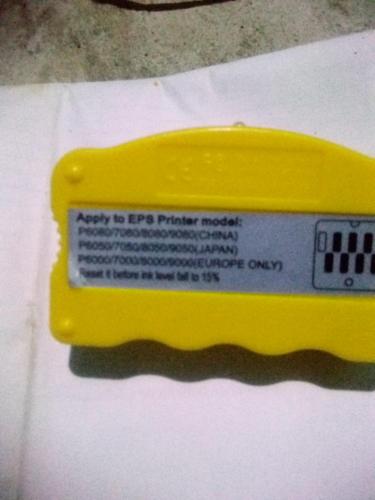 Apply to EPS Printer model:
P6080/7080/8080/9080(CHINA)
P6050/7050/8050/9050(JAPAN)
P6000/7000/8000/9000(EUROPE ONLY)
Reset it before ink level fall to 15%